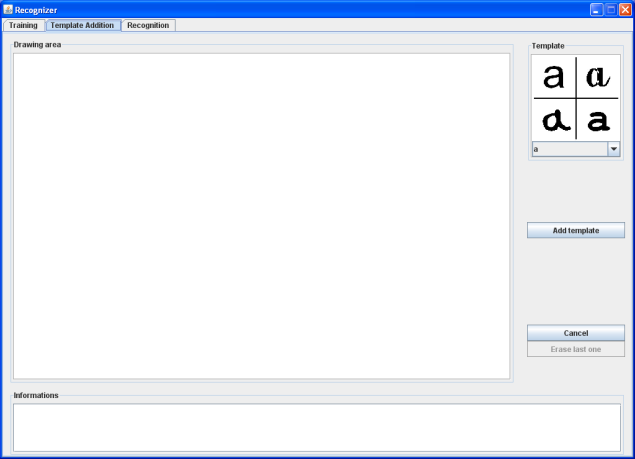 Recognizer
Training Template Addition Recognition
Drawing area
Template
a a
a a
a
Add template
Cancel
Erase last one
Informations